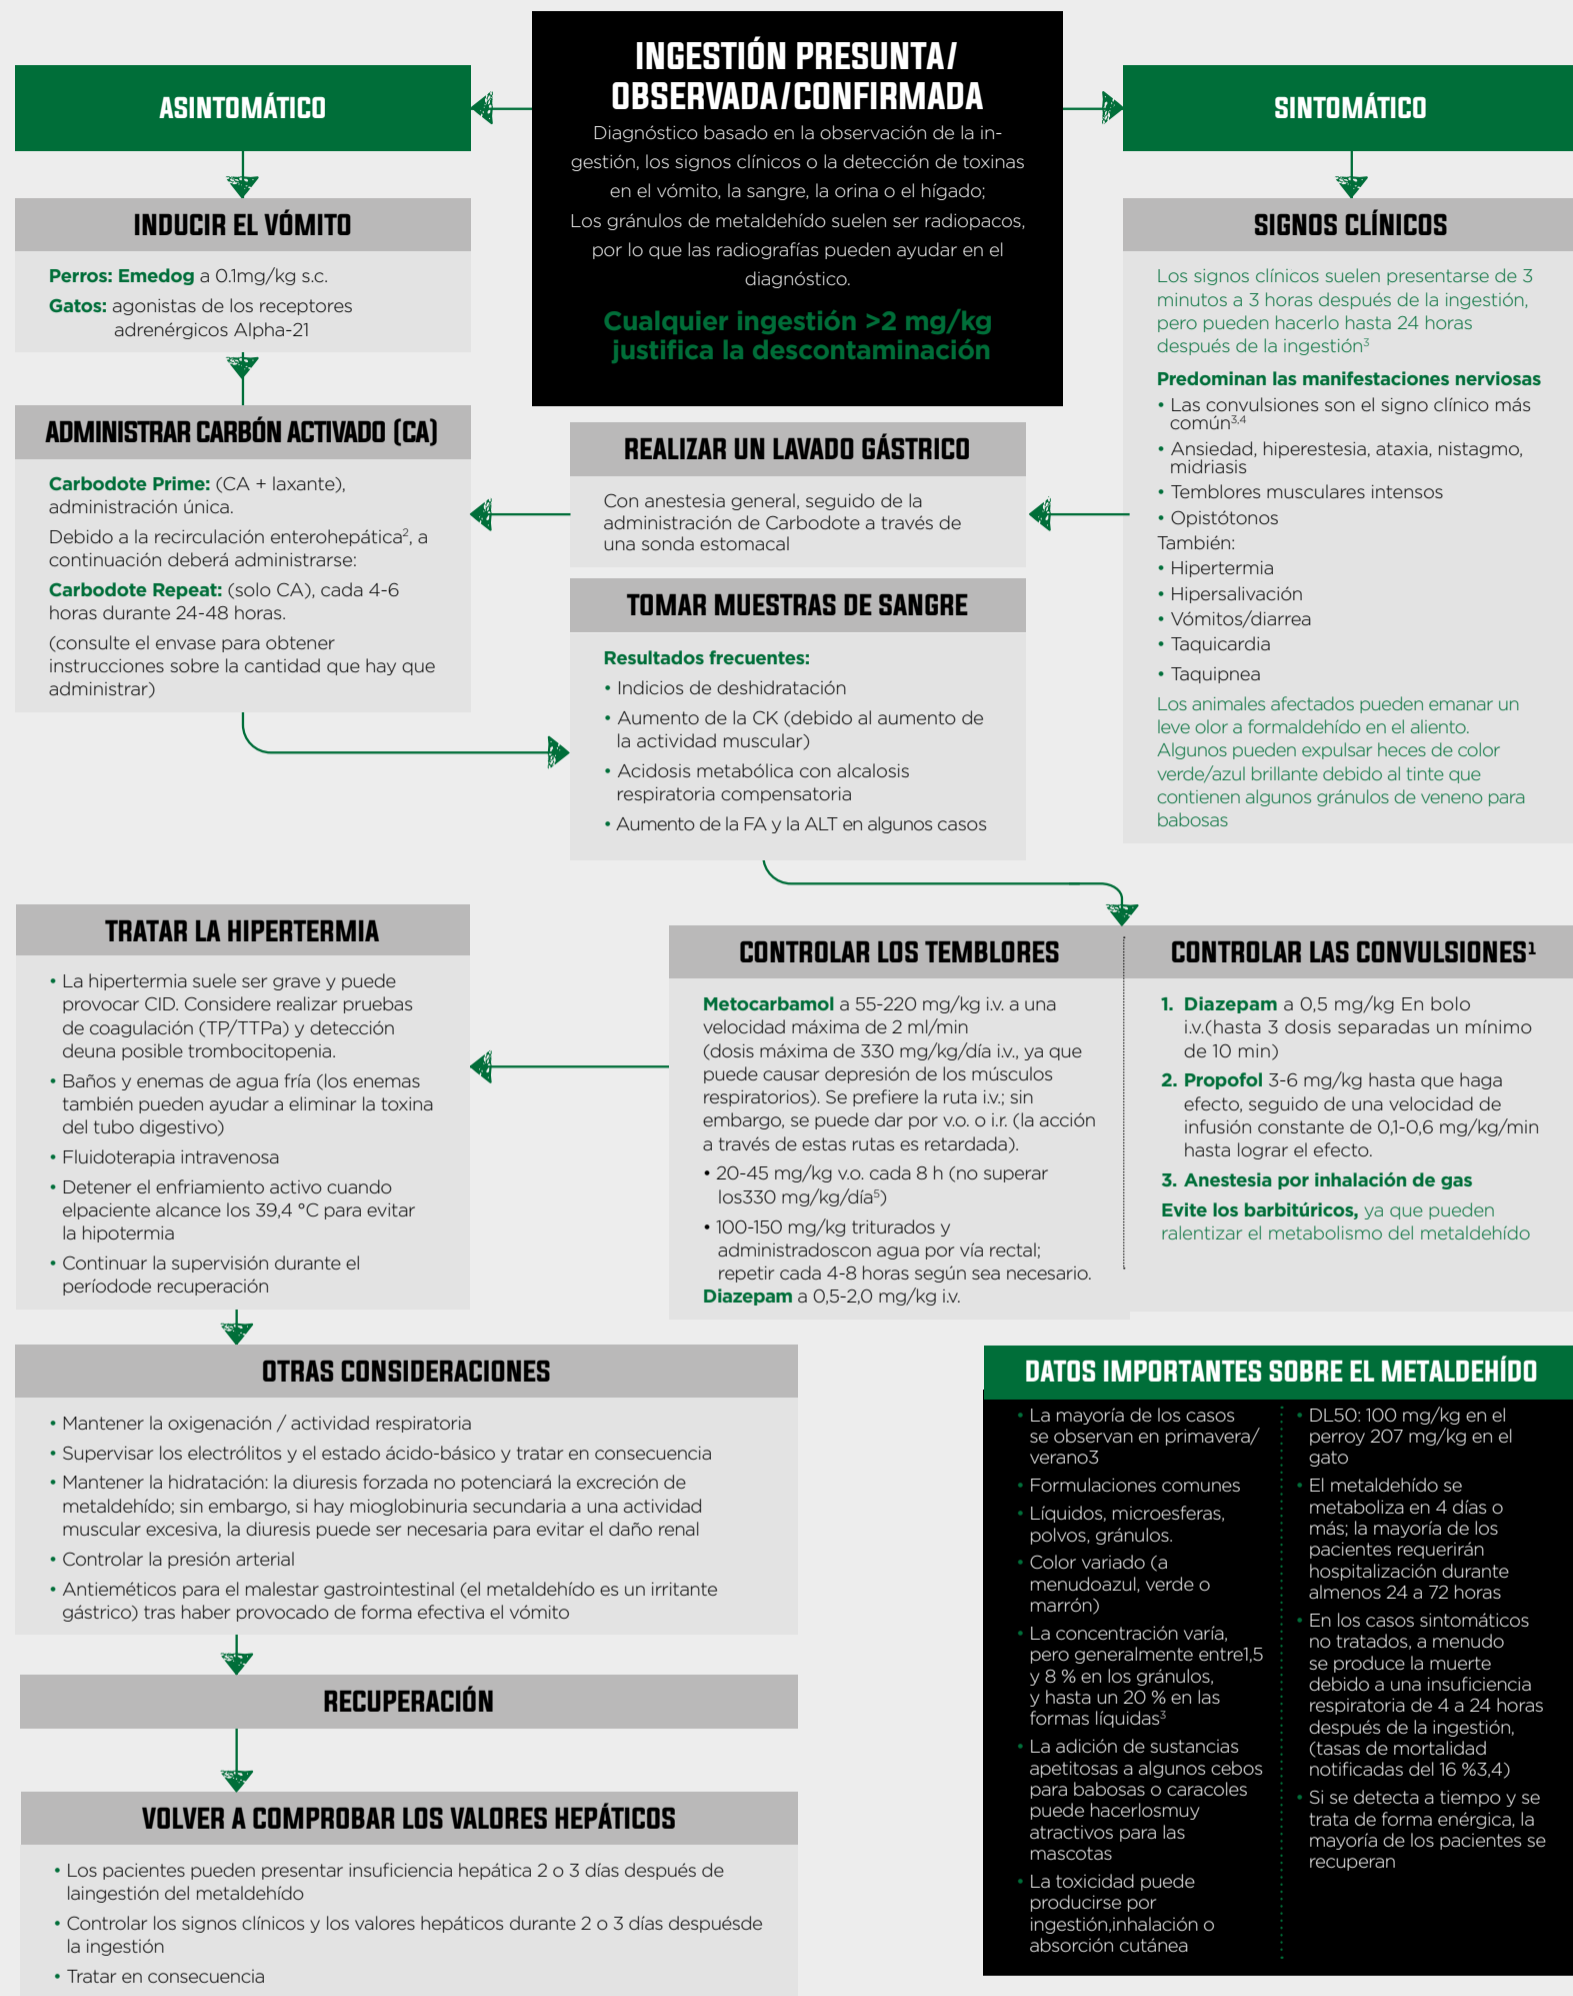 INGESTIÓN PRESUNTA/
OBSERVADA/CONFIRMADA
Diagnóstico basado en la observación de la in-
gestión, los signos clínicos o la detección de toxinas
en el vómito, la sangre, la orina o el hígado;
Los gránulos de metaldehído suelen ser radiopacos,
por lo que las radiografías pueden ayudar en el
diagnóstico.
Cualquier ingestión >2 mg/kg
justifica la descontaminación
ASINTOMÁTICO
INDUCIR EL VÓMITO
Perros: Emedog a 0.1mg/kg s.c.
Gatos: agonistas de los receptores
adrenérgicos Alpha-21
ADMINISTRAR CARBÓN ACTIVADO (CA)
Carbodote Prime: (CA + laxante),
administración única.
Debido a la recirculación enterohepática², a
continuación deberá administrarse:
Carbodote Repeat: (solo CA), cada 4-6
horas durante 24-48 horas.
(consulte el envase para obtener
instrucciones sobre la cantidad que hay que
administrar)
SINTOMÁTICO
SIGNOS CLÍNICOS
Los signos clínicos suelen presentarse de 3
minutos a 3 horas después de la ingestión,
pero pueden hacerlo hasta 24 horas
después de la ingestión³
Predominan las manifestaciones nerviosas
• Las convulsiones son el signo clínico más
común³,⁴
• Ansiedad, hiperestesia, ataxia, nistagmo,
midriasis
• Temblores musculares intensos
• Opistótonos
También:
• Hipertermia
• Hipersalivación
• Vómitos/diarrea
• Taquicardia
• Taquipnea
Los animales afectados pueden emanar un
leve olor a formaldehído en el aliento.
Algunos pueden expulsar heces de color
verde/azul brillante debido al tinte que
contienen algunos gránulos de veneno para
babosas
REALIZAR UN LAVADO GÁSTRICO
Con anestesia general, seguido de la
administración de Carbodote a través de
una sonda estomacal
TOMAR MUESTRAS DE SANGRE
Resultados frecuentes:
• Indicios de deshidratación
• Aumento de la CK (debido al aumento de
la actividad muscular)
• Acidosis metabólica con alcalosis
respiratoria compensatoria
• Aumento de la FA y la ALT en algunos casos
CONTROLAR LOS TEMBLORES
Metocarbamol a 55-220 mg/kg i.v. a una
velocidad máxima de 2 ml/min
(dosis máxima de 330 mg/kg/día i.v., ya que
puede causar depresión de los músculos
respiratorios). Se prefiere la ruta i.v.; sin
embargo, se puede dar por v.o. o i.r. (la acción
a través de estas rutas es retardada).
• 20-45 mg/kg v.o. cada 8 h (no superar
los330 mg/kg/día⁵)
• 100-150 mg/kg triturados y
administradoscon agua por vía rectal;
repetir cada 4-8 horas según sea necesario.
Diazepam a 0,5-2,0 mg/kg i.v.
CONTROLAR LAS CONVULSIONES¹
1. Diazepam a 0,5 mg/kg En bolo
i.v.(hasta 3 dosis separadas un mínimo
de 10 min)
2. Propofol 3-6 mg/kg hasta que haga
efecto, seguido de una velocidad de
infusión constante de 0,1-0,6 mg/kg/min
hasta lograr el efecto.
3. Anestesia por inhalación de gas
Evite los barbitúricos, ya que pueden
ralentizar el metabolismo del metaldehído
TRATAR LA HIPERTERMIA
• La hipertermia suele ser grave y puede
provocar CID. Considere realizar pruebas
de coagulación (TP/TTPa) y detección
deuna posible trombocitopenia.
• Baños y enemas de agua fría (los enemas
también pueden ayudar a eliminar la toxina
del tubo digestivo)
• Fluidoterapia intravenosa
• Detener el enfriamiento activo cuando
elpaciente alcance los 39,4 °C para evitar
la hipotermia
• Continuar la supervisión durante el
períodode recuperación
OTRAS CONSIDERACIONES
• Mantener la oxigenación / actividad respiratoria
• Supervisar los electrólitos y el estado ácido-básico y tratar en consecuencia
• Mantener la hidratación: la diuresis forzada no potenciará la excreción de
metaldehído; sin embargo, si hay mioglobinuria secundaria a una actividad
muscular excesiva, la diuresis puede ser necesaria para evitar el daño renal
• Controlar la presión arterial
• Antieméticos para el malestar gastrointestinal (el metaldehído es un irritante
gástrico) tras haber provocado de forma efectiva el vómito
RECUPERACIÓN
VOLVER A COMPROBAR LOS VALORES HEPÁTICOS
• Los pacientes pueden presentar insuficiencia hepática 2 o 3 días después de
laingestión del metaldehído
• Controlar los signos clínicos y los valores hepáticos durante 2 o 3 días despuésde
la ingestión
• Tratar en consecuencia
DATOS IMPORTANTES SOBRE EL METALDEHÍDO
• La mayoría de los casos
se observan en primavera/
verano3
• Formulaciones comunes
• Líquidos, microesferas,
polvos, gránulos.
• Color variado (a
menudoazul, verde o
marrón)
• La concentración varía,
pero generalmente entre1,5
y 8 % en los gránulos,
y hasta un 20 % en las
formas líquidas³
• La adición de sustancias
apetitosas a algunos cebos
para babosas o caracoles
puede hacerlosmuy
atractivos para las
mascotas
• La toxicidad puede
producirse por
ingestión,inhalación o
absorción cutánea
• DL50: 100 mg/kg en el
perroy 207 mg/kg en el
gato
• El metaldehído se
metaboliza en 4 días o
más; la mayoría de los
pacientes requerirán
hospitalización durante
almenos 24 a 72 horas
• En los casos sintomáticos
no tratados, a menudo
se produce la muerte
debido a una insuficiencia
respiratoria de 4 a 24 horas
después de la ingestión,
(tasas de mortalidad
notificadas del 16 %3,4)
• Si se detecta a tiempo y se
trata de forma enérgica, la
mayoría de los pacientes se
recuperan